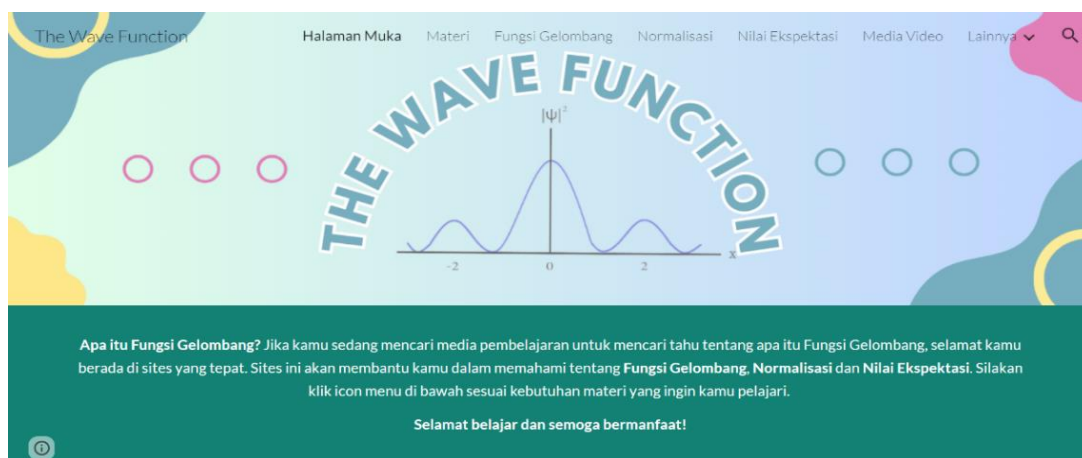 The Wave Function
Halaman Muka Materi Fungsi Gelombang Normalisasi Nilai Ekspektasi Media Video Lainnya
THE WAVE FUNCTION
|ψ|²
-2 0 2 x
Apa itu Fungsi Gelombang? Jika kamu sedang mencari media pembelajaran untuk mencari tahu tentang apa itu Fungsi Gelombang, selamat kamu
berada di sites yang tepat. Sites ini akan membantu kamu dalam memahami tentang Fungsi Gelombang, Normalisasi dan Nilai Ekspektasi. Silakan
klik icon menu di bawah sesuai kebutuhan materi yang ingin kamu pelajari.
Selamat belajar dan semoga bermanfaat!